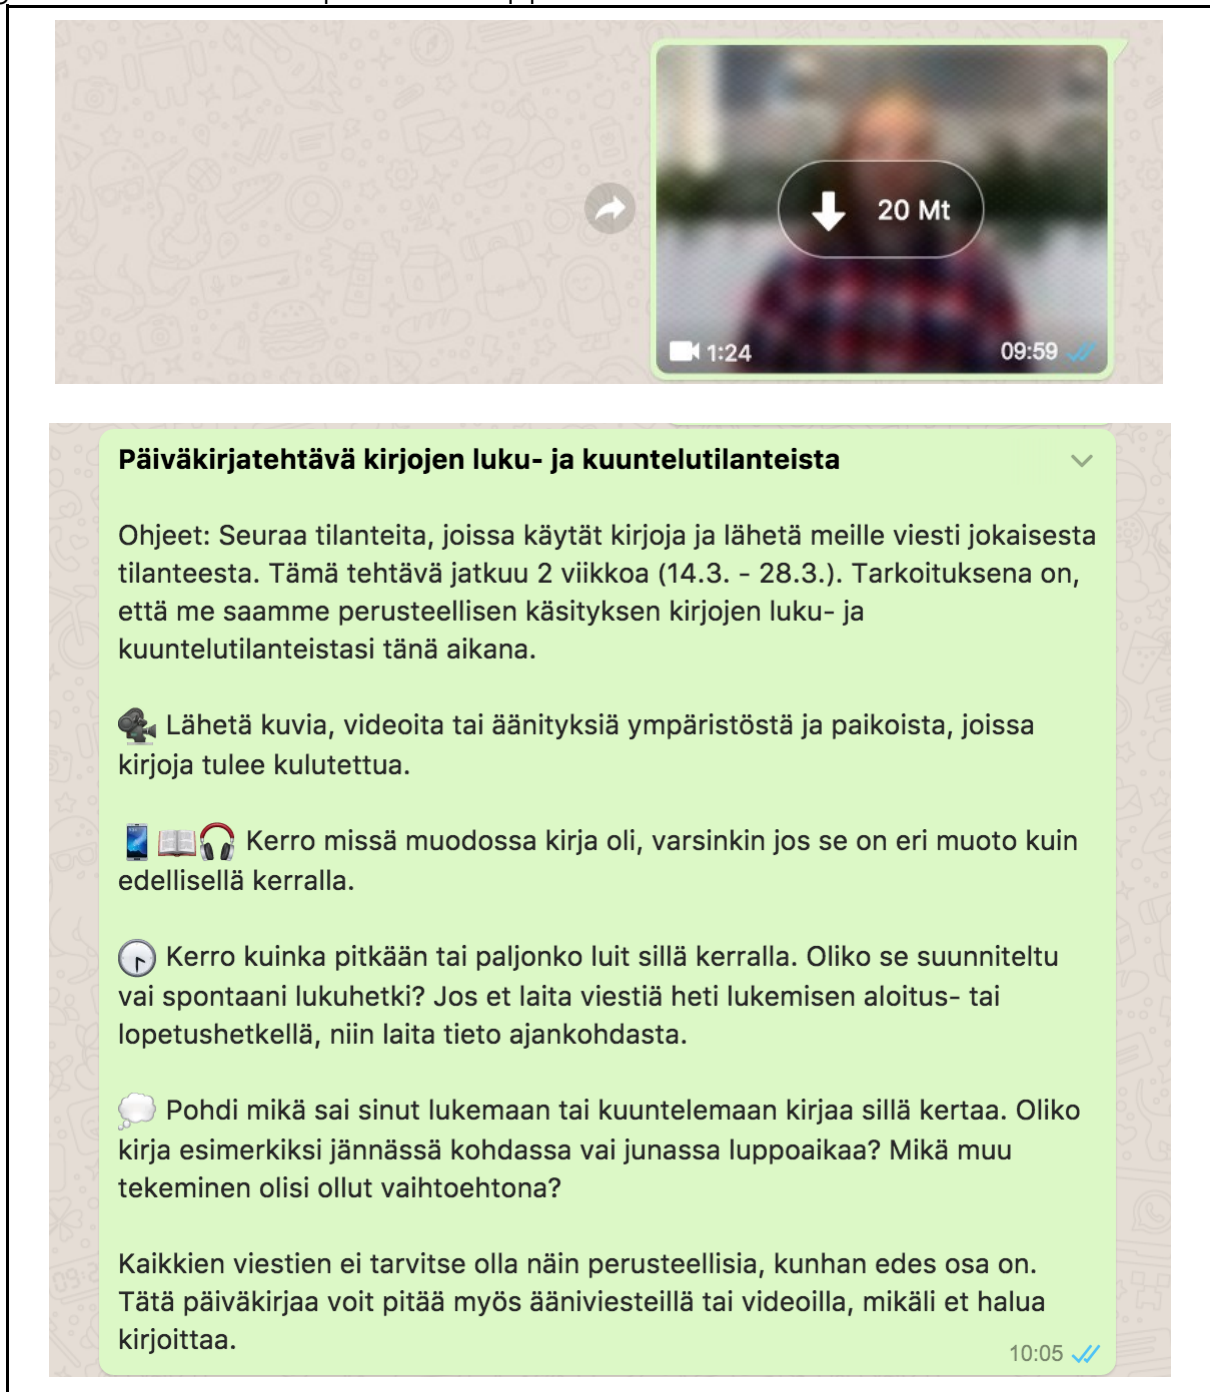 20 Mt
1:24
09:59
Päiväkirjatehtävä kirjojen luku- ja kuuntelutilanteista
Ohjeet: Seuraa tilanteita, joissa käytät kirjoja ja lähetä meille viesti jokaisesta
tilanteesta. Tämä tehtävä jatkuu 2 viikkoa (14.3. - 28.3.). Tarkoituksena on,
että me saamme perusteellisen käsityksen kirjojen luku- ja
kuuntelutilanteistasi tänä aikana.
Lähetä kuvia, videoita tai äänityksiä ympäristöstä ja paikoista, joissa
kirjoja tulee kulutettua.
Kerro missä muodossa kirja oli, varsinkin jos se on eri muoto kuin
edellisellä kerralla.
Kerro kuinka pitkään tai paljonko luit sillä kerralla. Oliko se suunniteltu
vai spontaani lukuhetki? Jos et laita viestiä heti lukemisen aloitus- tai
lopetushetkellä, niin laita tieto ajankohdasta.
Pohdi mikä sai sinut lukemaan tai kuuntelemaan kirjaa sillä kertaa. Oliko
kirja esimerkiksi jännässä kohdassa vai junassa luppoaikaa? Mikä muu
tekeminen olisi ollut vaihtoehtona?
Kaikkien viestien ei tarvitse olla näin perusteellisia, kunhan edes osa on.
Tätä päiväkirjaa voit pitää myös ääniviesteillä tai videoilla, mikäli et halua
kirjoittaa.
10:05